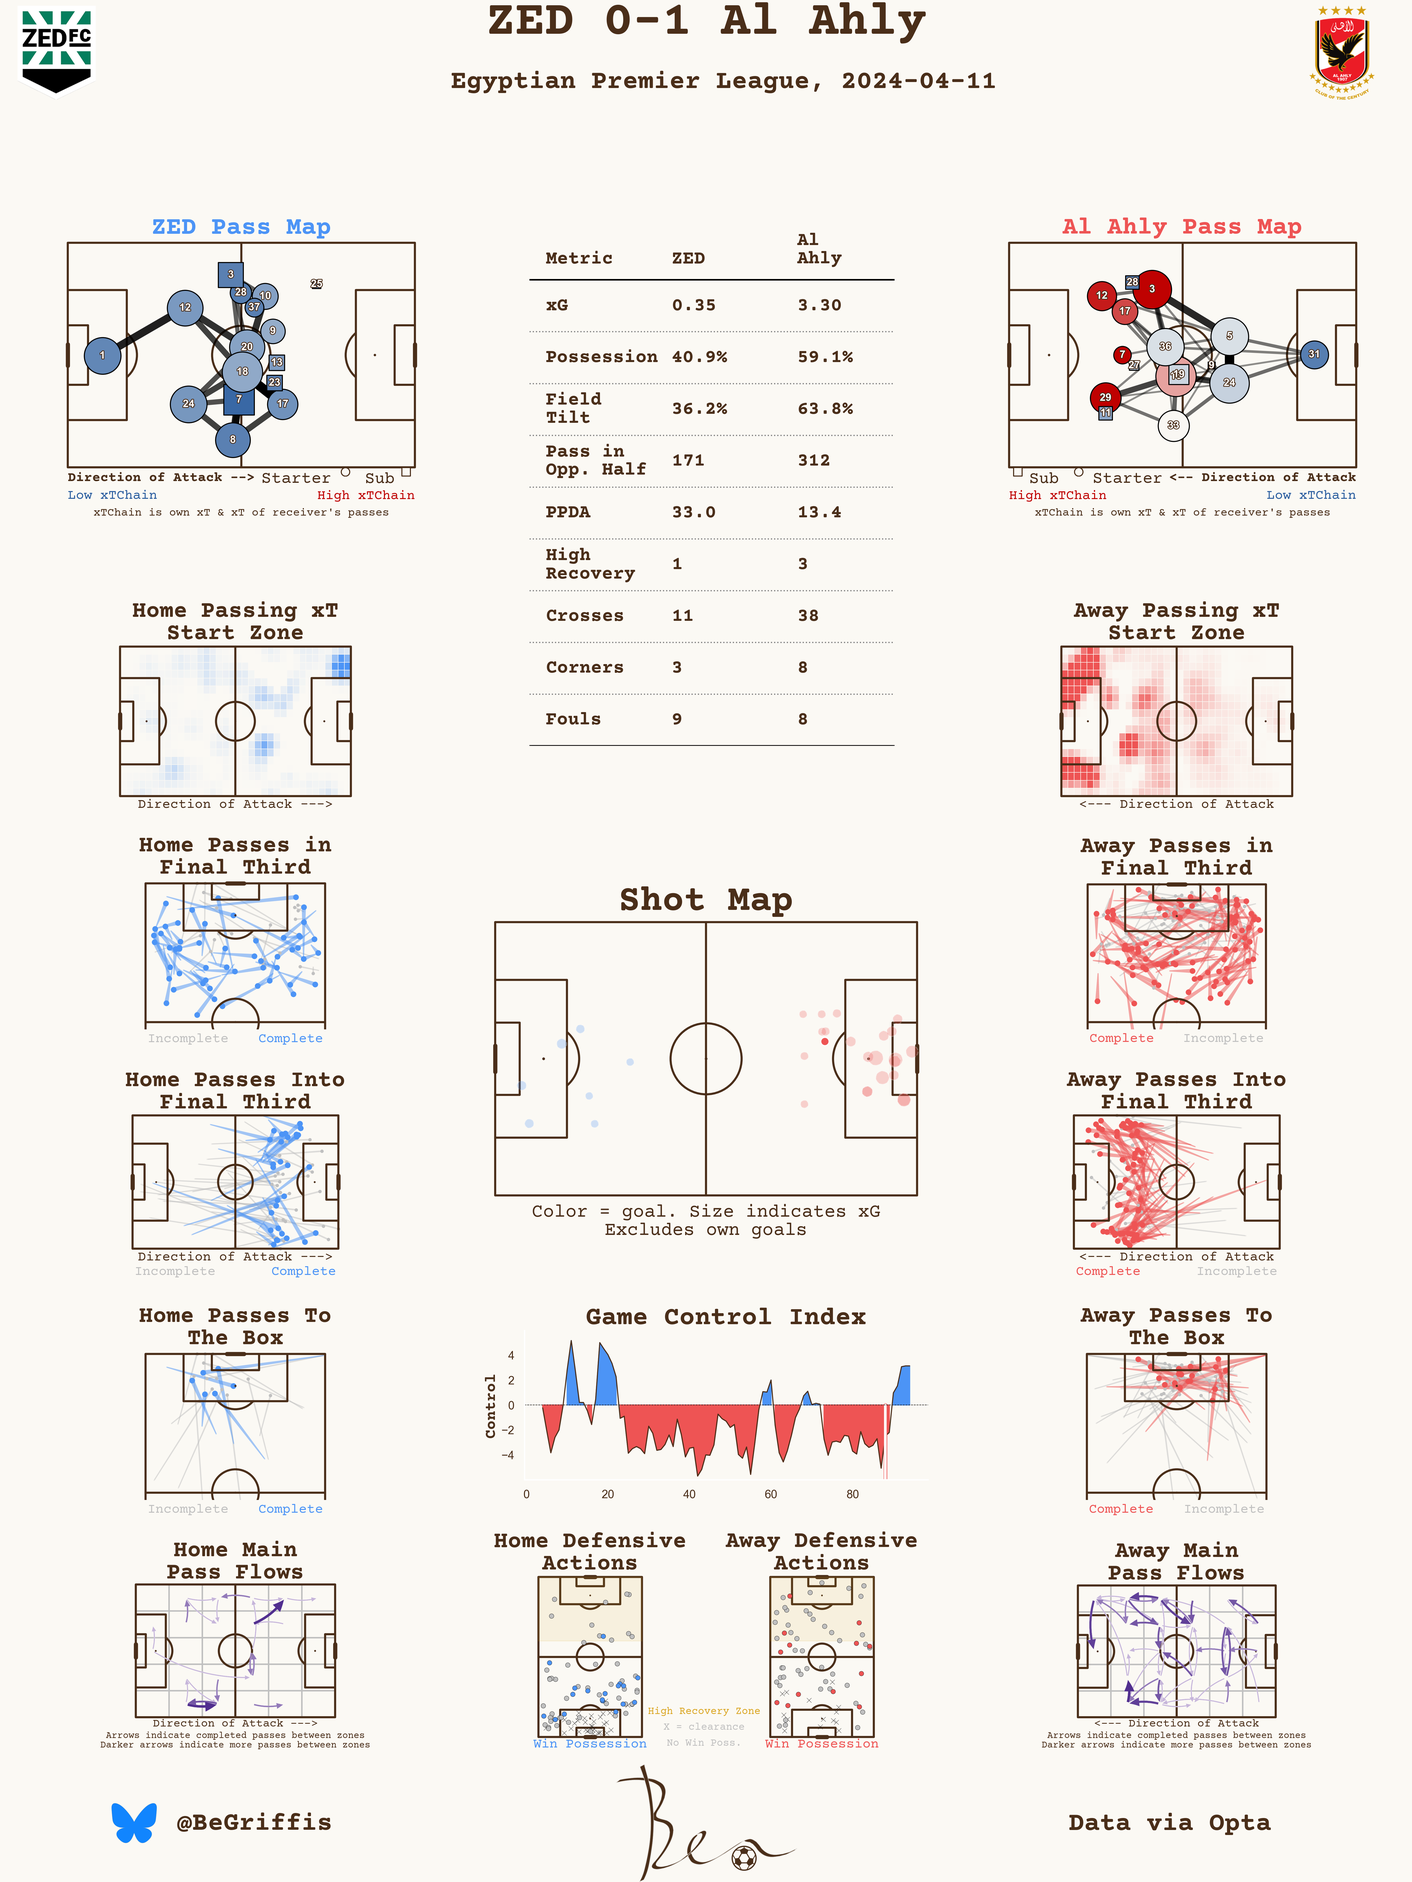 ZED 0-1 Al Ahly
Egyptian Premier League, 2024-04-11
ZEDFC
الأهلي
AL AHLY
1907
CLUB OF THE CENTURY
ZED Pass Map
3
28
10
37
25
12
9
1
20
13
18
23
24
7
17
8
Direction of Attack --> Starter Sub
Low xTChain High xTChain
xTChain is own xT & xT of receiver's passes
Metric ZED Al Ahly
xG 0.35 3.30
Possession 40.9% 59.1%
Field Tilt 36.2% 63.8%
Pass in Opp. Half 171 312
PPDA 33.0 13.4
High Recovery 1 3
Crosses 11 38
Corners 3 8
Fouls 9 8
Al Ahly Pass Map
28
3
12
17
5
36
7
31
27
9
19
24
29
11
33
Sub Starter <-- Direction of Attack
High xTChain Low xTChain
xTChain is own xT & xT of receiver's passes
Home Passing xT
Start Zone
Direction of Attack --->
Away Passing xT
Start Zone
<--- Direction of Attack
Home Passes in
Final Third
Incomplete Complete
Away Passes in
Final Third
Complete Incomplete
Shot Map
Color = goal. Size indicates xG
Excludes own goals
Home Passes Into
Final Third
Direction of Attack --->
Incomplete Complete
Away Passes Into
Final Third
<--- Direction of Attack
Complete Incomplete
Home Passes To
The Box
Incomplete Complete
Game Control Index
Control
4
2
0
−2
−4
0 20 40 60 80
Away Passes To
The Box
Complete Incomplete
Home Main
Pass Flows
Direction of Attack --->
Arrows indicate completed passes between zones
Darker arrows indicate more passes between zones
Home Defensive
Actions
Win Possession
High Recovery Zone
X = clearance
No Win Poss.
Away Defensive
Actions
Win Possession
Away Main
Pass Flows
<--- Direction of Attack
Arrows indicate completed passes between zones
Darker arrows indicate more passes between zones
@BeGriffis
Ben
Data via Opta